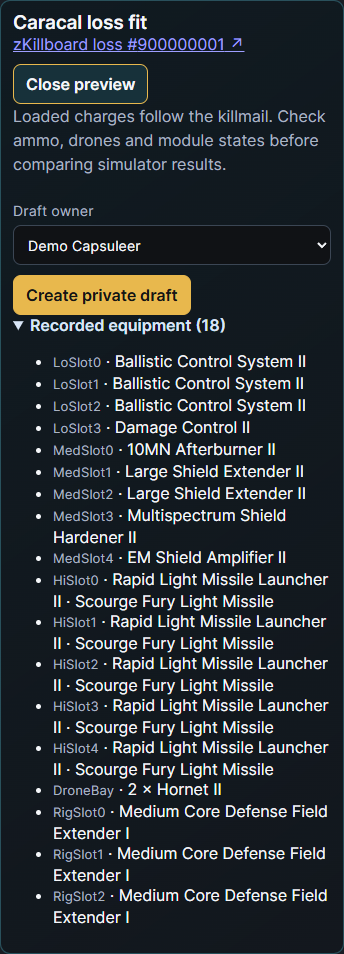 Caracal loss fit
zKillboard loss #900000001 ↗
Close preview
Loaded charges follow the killmail. Check
ammo, drones and module states before
comparing simulator results.
Draft owner
Demo Capsuleer
Create private draft
▼ Recorded equipment (18)
• LoSlot0 · Ballistic Control System II
• LoSlot1 · Ballistic Control System II
• LoSlot2 · Ballistic Control System II
• LoSlot3 · Damage Control II
• MedSlot0 · 10MN Afterburner II
• MedSlot1 · Large Shield Extender II
• MedSlot2 · Large Shield Extender II
• MedSlot3 · Multispectrum Shield
Hardener II
• MedSlot4 · EM Shield Amplifier II
• HiSlot0 · Rapid Light Missile Launcher
II · Scourge Fury Light Missile
• HiSlot1 · Rapid Light Missile Launcher
II · Scourge Fury Light Missile
• HiSlot2 · Rapid Light Missile Launcher
II · Scourge Fury Light Missile
• HiSlot3 · Rapid Light Missile Launcher
II · Scourge Fury Light Missile
• HiSlot4 · Rapid Light Missile Launcher
II · Scourge Fury Light Missile
• DroneBay · 2 × Hornet II
• RigSlot0 · Medium Core Defense Field
Extender I
• RigSlot1 · Medium Core Defense Field
Extender I
• RigSlot2 · Medium Core Defense Field
Extender I